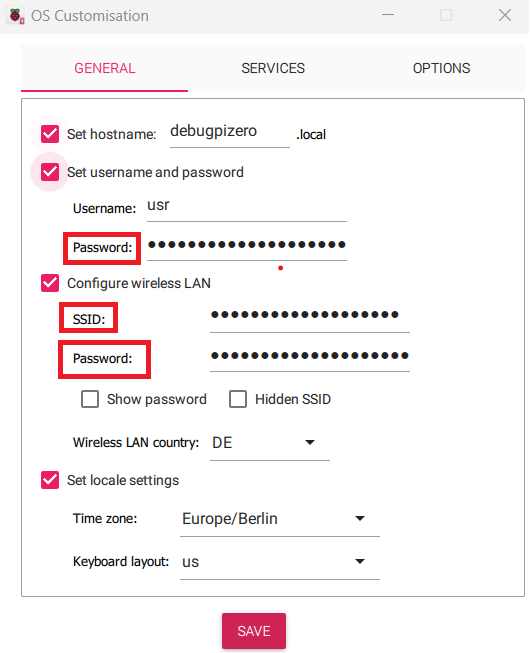 OS Customisation
GENERAL SERVICES OPTIONS
Set hostname: debugpizero .local
Set username and password
Username: usr
Password: ••••••••••••••••••••
Configure wireless LAN
SSID: •••••••••••••••••••
Password: ••••••••••••••••••••
Show password Hidden SSID
Wireless LAN country: DE
Set locale settings
Time zone: Europe/Berlin
Keyboard layout: us
SAVE